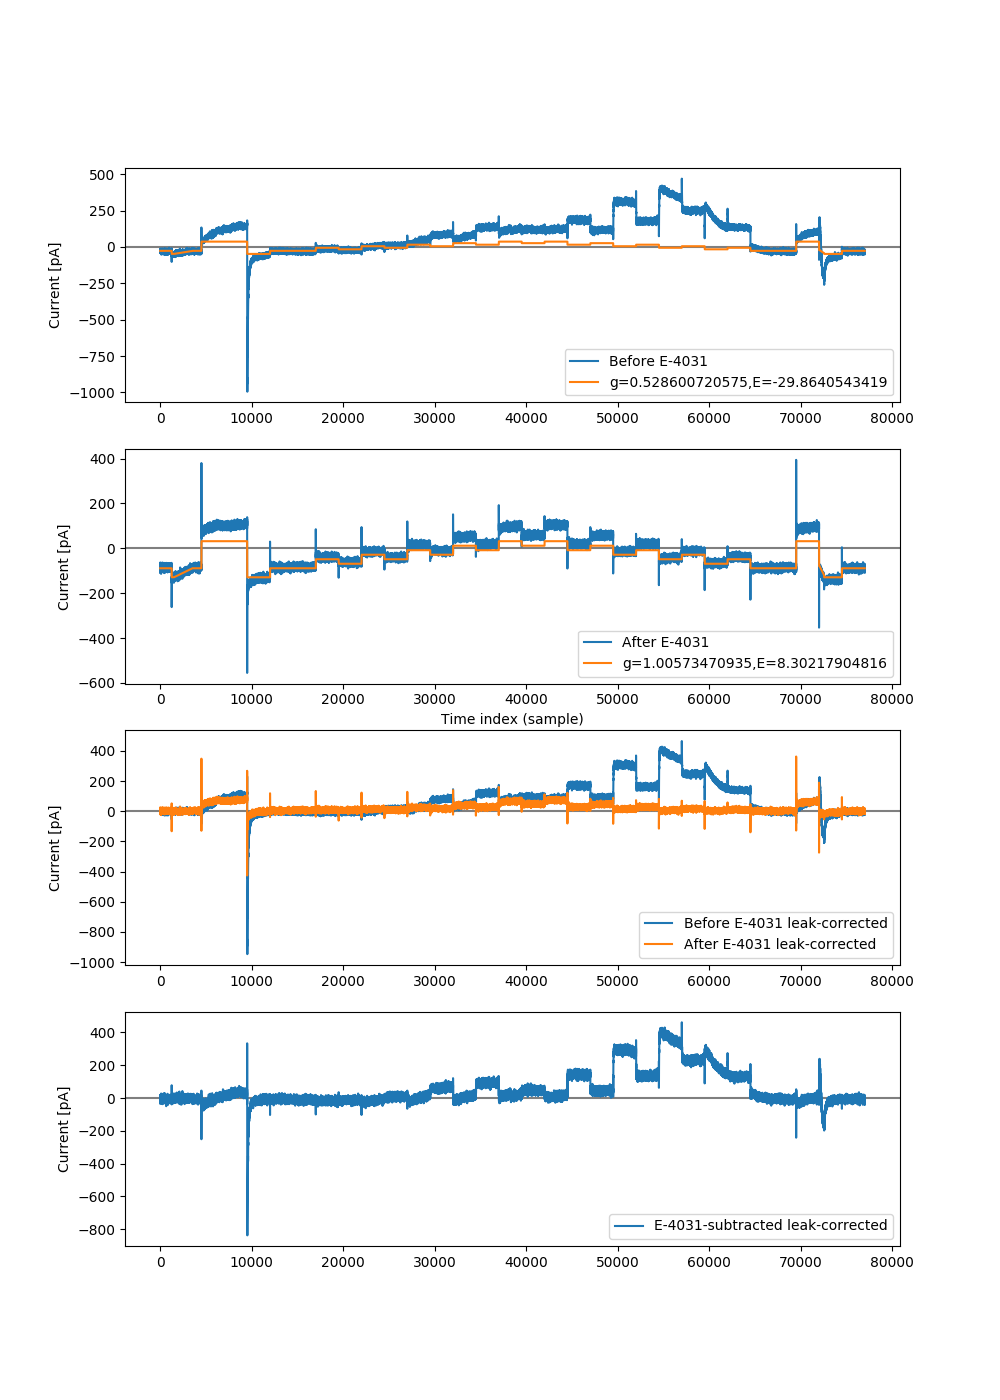 500
250
0
−250
−500
−750
−1000
Current [pA]
Before E-4031
g=0.528600720575,E=-29.8640543419
0 10000 20000 30000 40000 50000 60000 70000 80000
400
200
0
−200
−400
−600
Current [pA]
After E-4031
g=1.00573470935,E=8.30217904816
0 10000 20000 30000 40000 50000 60000 70000 80000
Time index (sample)
400
200
0
−200
−400
−600
−800
−1000
Current [pA]
Before E-4031 leak-corrected
After E-4031 leak-corrected
0 10000 20000 30000 40000 50000 60000 70000 80000
400
200
0
−200
−400
−600
−800
Current [pA]
E-4031-subtracted leak-corrected
0 10000 20000 30000 40000 50000 60000 70000 80000